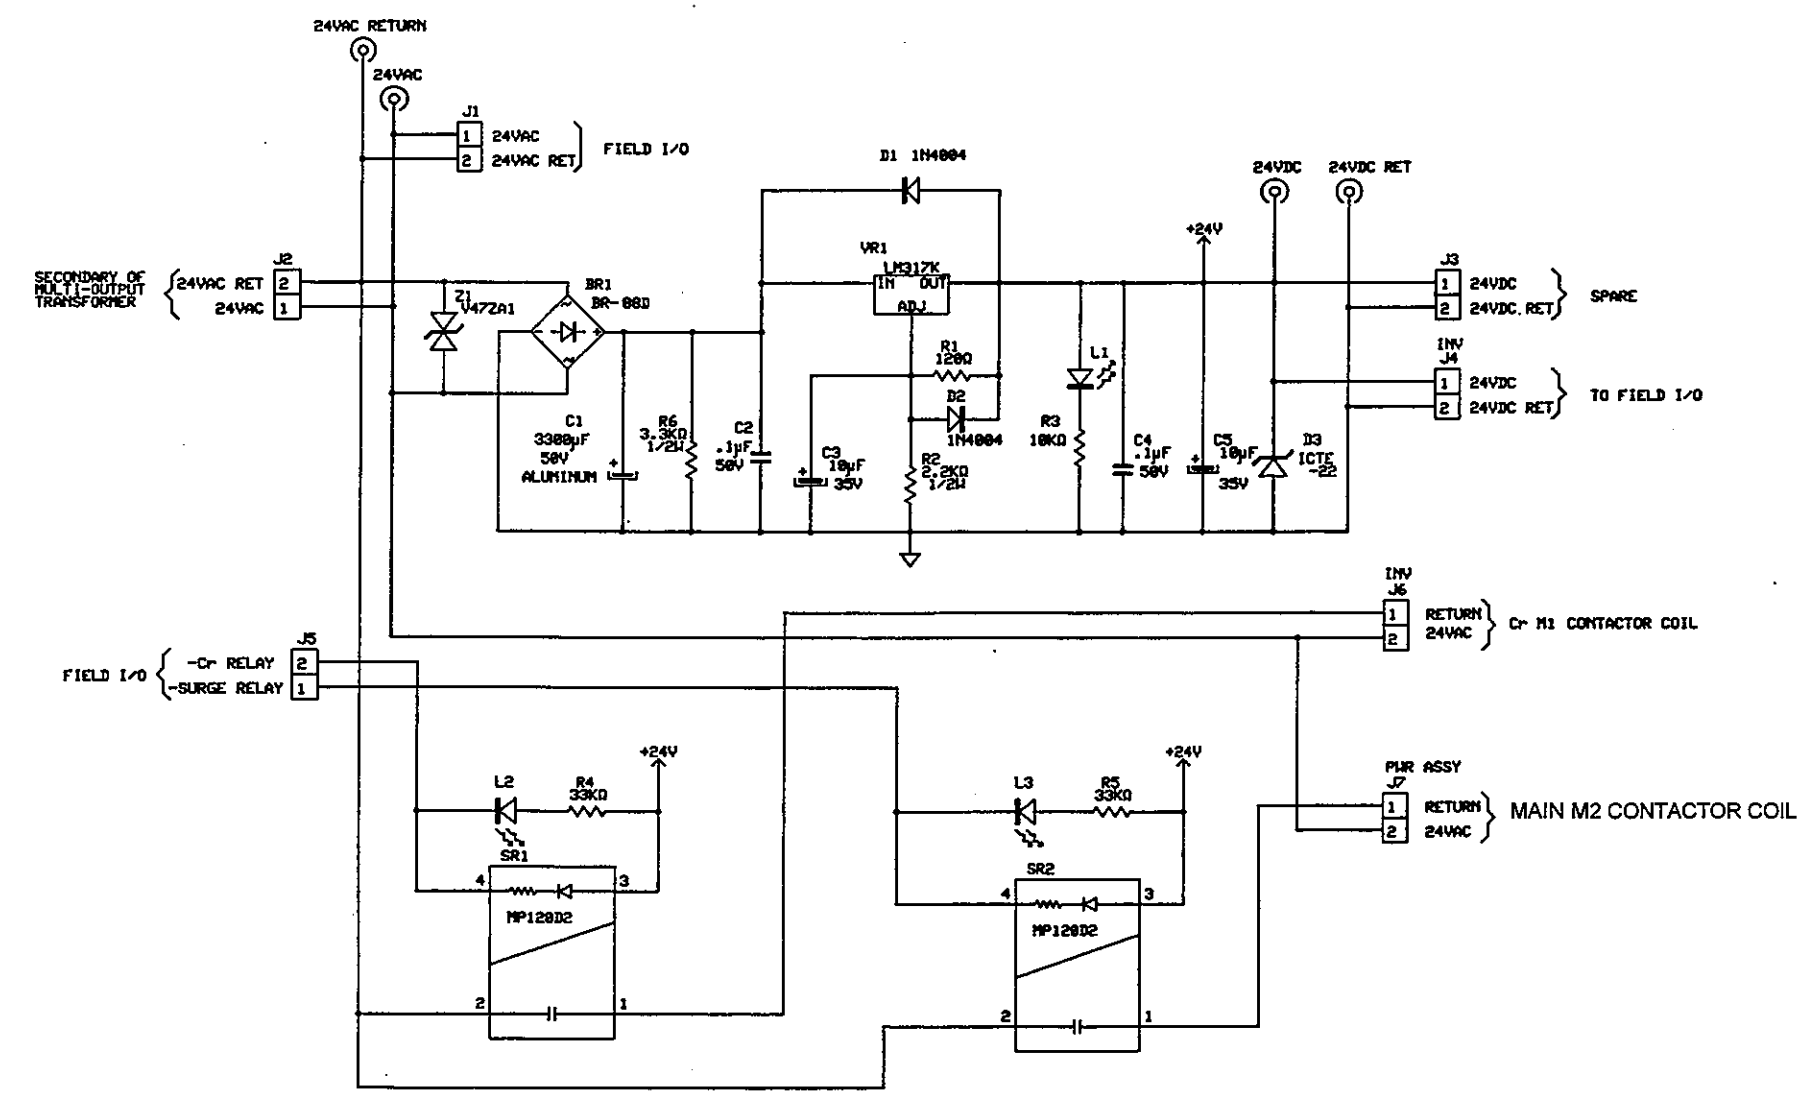 24VAC RETURN
24VAC
J1
1 24VAC
2 24VAC RET
FIELD I/O
D1 1N4004
24VDC
24VDC RET
+24V
VR1
LM317K
IN OUT
ADJ
J2
SECONDARY OF
MULTI-OUTPUT
TRANSFORMER
24VAC RET 2
24VAC 1
Z1
V47ZA1
BR1
BR-88D
~
- +
~
J3
1 24VDC
2 24VDC.RET
SPARE
INV
J4
1 24VDC
2 24VDC RET
TO FIELD I/O
R1
120Ω
D2
1N4004
L1
C1
3300µF
50V
ALUMINUM
+
R6
3.3KΩ
1/2W
C2
.1µF
50V
C3
10µF
35V
+
R2
2.2KΩ
1/2W
R3
10KΩ
C4
.1µF
50V
C5
10µF
35V
+
D3
ICTE
-22
INV
J6
1 RETURN
2 24VAC
Cr M1 CONTACTOR COIL
J5
FIELD I/O
-Cr RELAY 2
-SURGE RELAY 1
+24V
L2
R4
33KΩ
SR1
4 3
MP120D2
2 1
+24V
L3
R5
33KΩ
SR2
4 3
MP120D2
2 1
PWR ASSY
J7
1 RETURN
2 24VAC
MAIN M2 CONTACTOR COIL